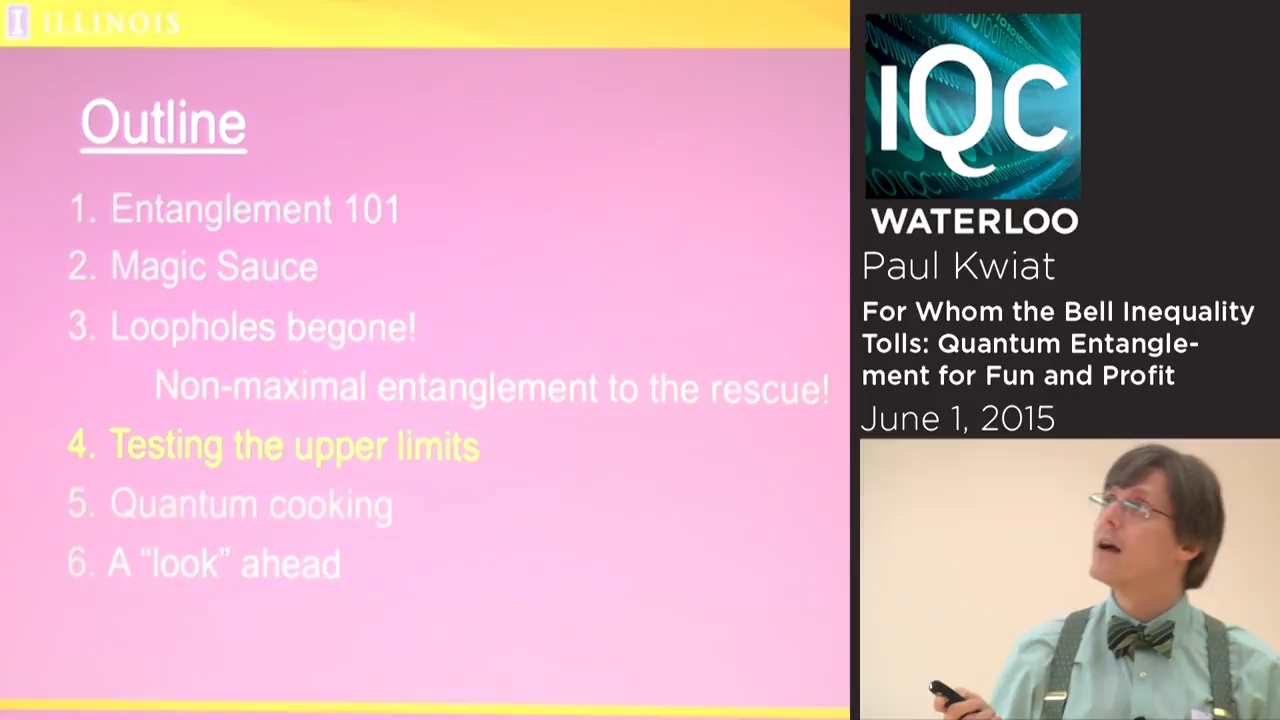 I ILLINOIS
Outline
1. Entanglement 101
2. Magic Sauce
3. Loopholes begone!
Non-maximal entanglement to the rescue!
4. Testing the upper limits
5. Quantum cooking
6. A “look” ahead
IQC
WATERLOO
Paul Kwiat
For Whom the Bell Inequality
Tolls: Quantum Entangle-
ment for Fun and Profit
June 1, 2015